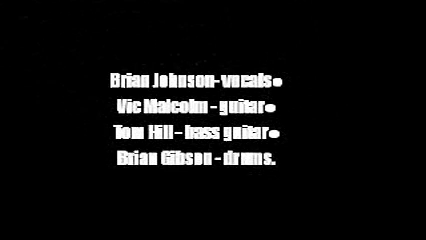 Brian Johnson-vocals●
Vic Malcolm - guitar●
Tom Hill - bass guitar●
Brian Gibson - drums.